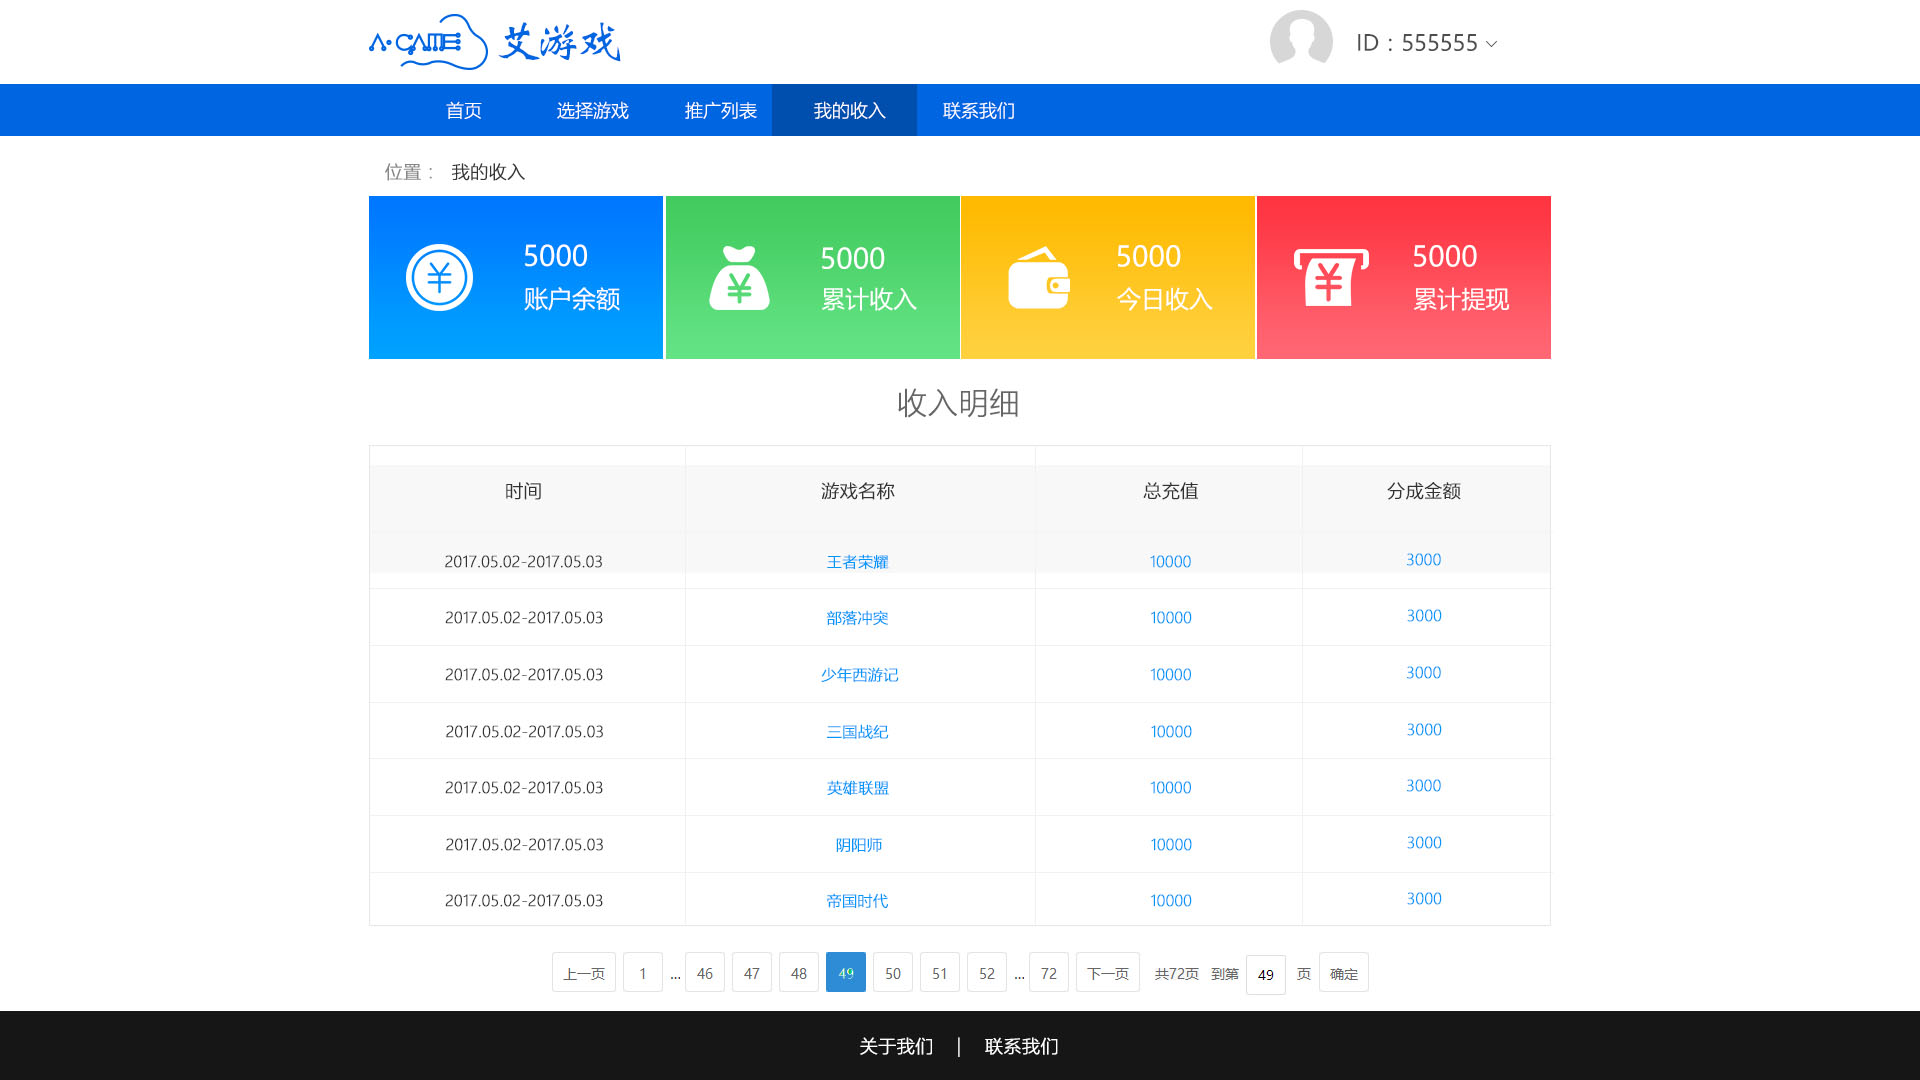 A·GAME 艾游戏
ID：555555
首页 选择游戏 推广列表 我的收入 联系我们
位置： 我的收入
5000 5000 5000 5000
账户余额 累计收入 今日收入 累计提现
收入明细
时间 游戏名称 总充值 分成金额
2017.05.02-2017.05.03 王者荣耀 10000 3000
2017.05.02-2017.05.03 部落冲突 10000 3000
2017.05.02-2017.05.03 少年西游记 10000 3000
2017.05.02-2017.05.03 三国战纪 10000 3000
2017.05.02-2017.05.03 英雄联盟 10000 3000
2017.05.02-2017.05.03 阴阳师 10000 3000
2017.05.02-2017.05.03 帝国时代 10000 3000
上一页 1 ... 46 47 48 49 50 51 52 ... 72 下一页 共72页 到第 49 页 确定
关于我们 | 联系我们